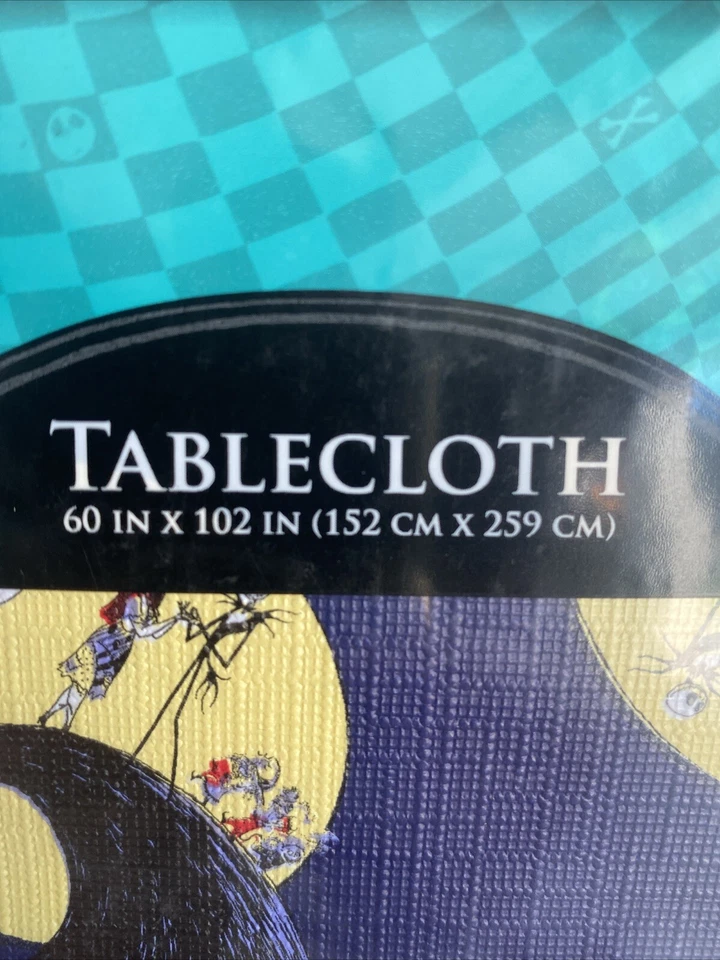 TABLECLOTH
60 IN X 102 IN (152 CM X 259 CM)